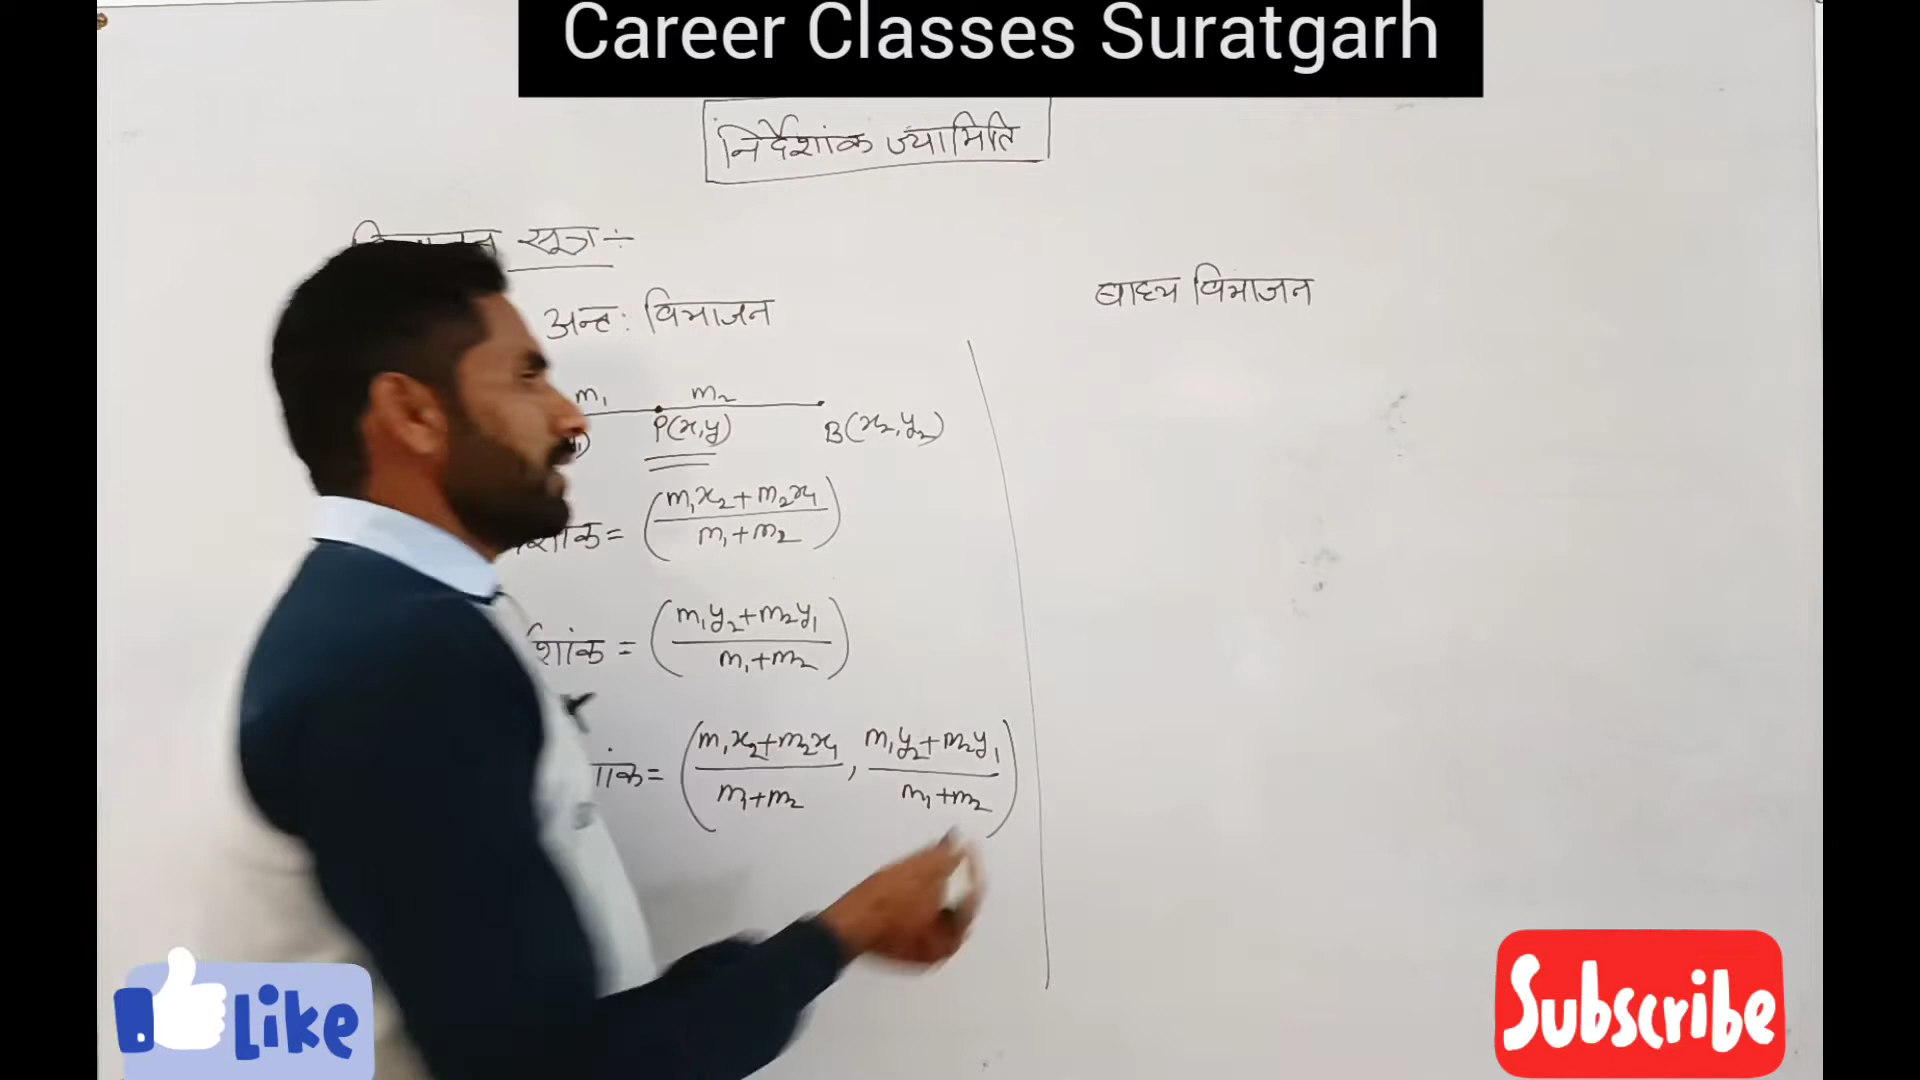 Career Classes Suratgarh
निर्देशांक ज्यामिति
सूत्र ÷
अन्तः विभाजन
बाह्य विभाजन
m₁ m₂
P(x,y) B(x₂,y₂)
= (m₁x₂+m₂x₁ / m₁+m₂)
= (m₁y₂+m₂y₁ / m₁+m₂)
= (m₁x₂+m₂x₁ / m₁+m₂, m₁y₂+m₂y₁ / m₁+m₂)
Like
Subscribe